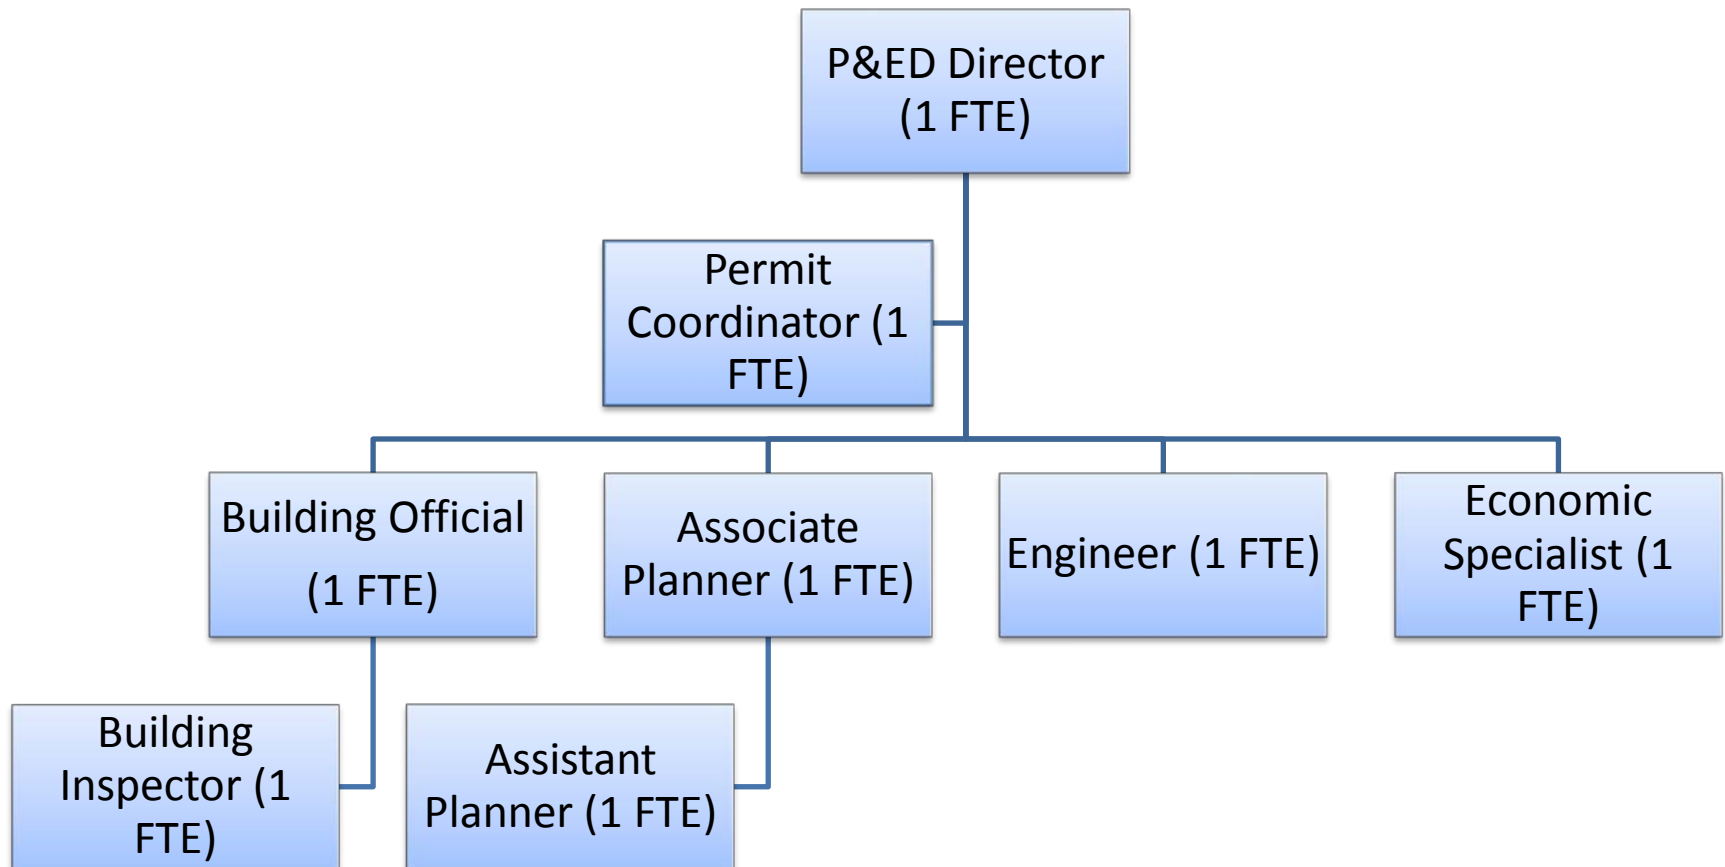 P&ED Director
(1 FTE)
Permit
Coordinator (1
FTE)
Building Official
(1 FTE)
Associate
Planner (1 FTE)
Engineer (1 FTE)
Economic
Specialist (1
FTE)
Building
Inspector (1
FTE)
Assistant
Planner (1 FTE)